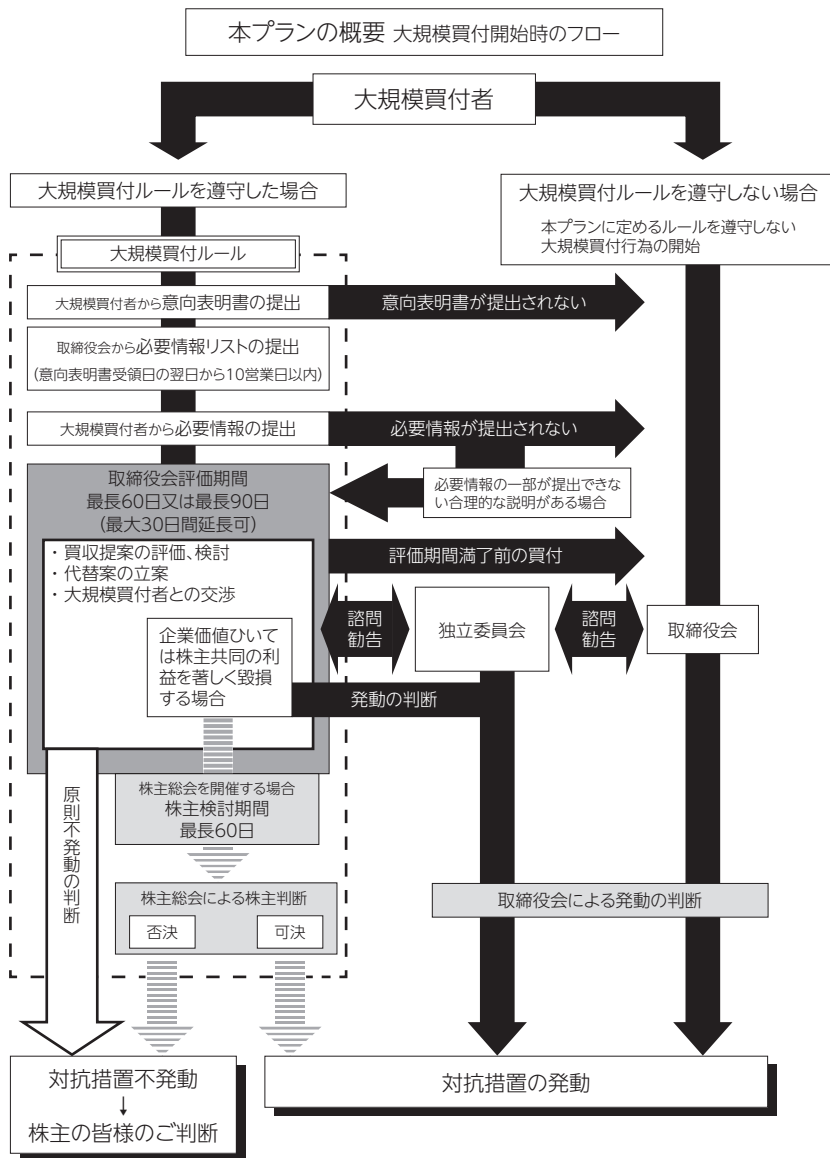 本プランの概要 大規模買付開始時のフロー
大規模買付者
大規模買付ルールを遵守した場合
大規模買付ルールを遵守しない場合
本プランに定めるルールを遵守しない
大規模買付行為の開始
大規模買付ルール
大規模買付者から意向表明書の提出
意向表明書が提出されない
取締役会から必要情報リストの提出
(意向表明書受領日の翌日から10営業日以内)
大規模買付者から必要情報の提出
必要情報が提出されない
取締役会評価期間
最長60日又は最長90日
(最大30日間延長可)
必要情報の一部が提出できな
い合理的な説明がある場合
・買収提案の評価、検討
・代替案の立案
・大規模買付者との交渉
評価期間満了前の買付
企業価値ひいて
は株主共同の利
益を著しく毀損
する場合
諮問
勧告
独立委員会
諮問
勧告
取締役会
発動の判断
原則不発動の判断
株主総会を開催する場合
株主検討期間
最長60日
株主総会による株主判断
否決
可決
取締役会による発動の判断
対抗措置不発動
↓
株主の皆様のご判断
対抗措置の発動